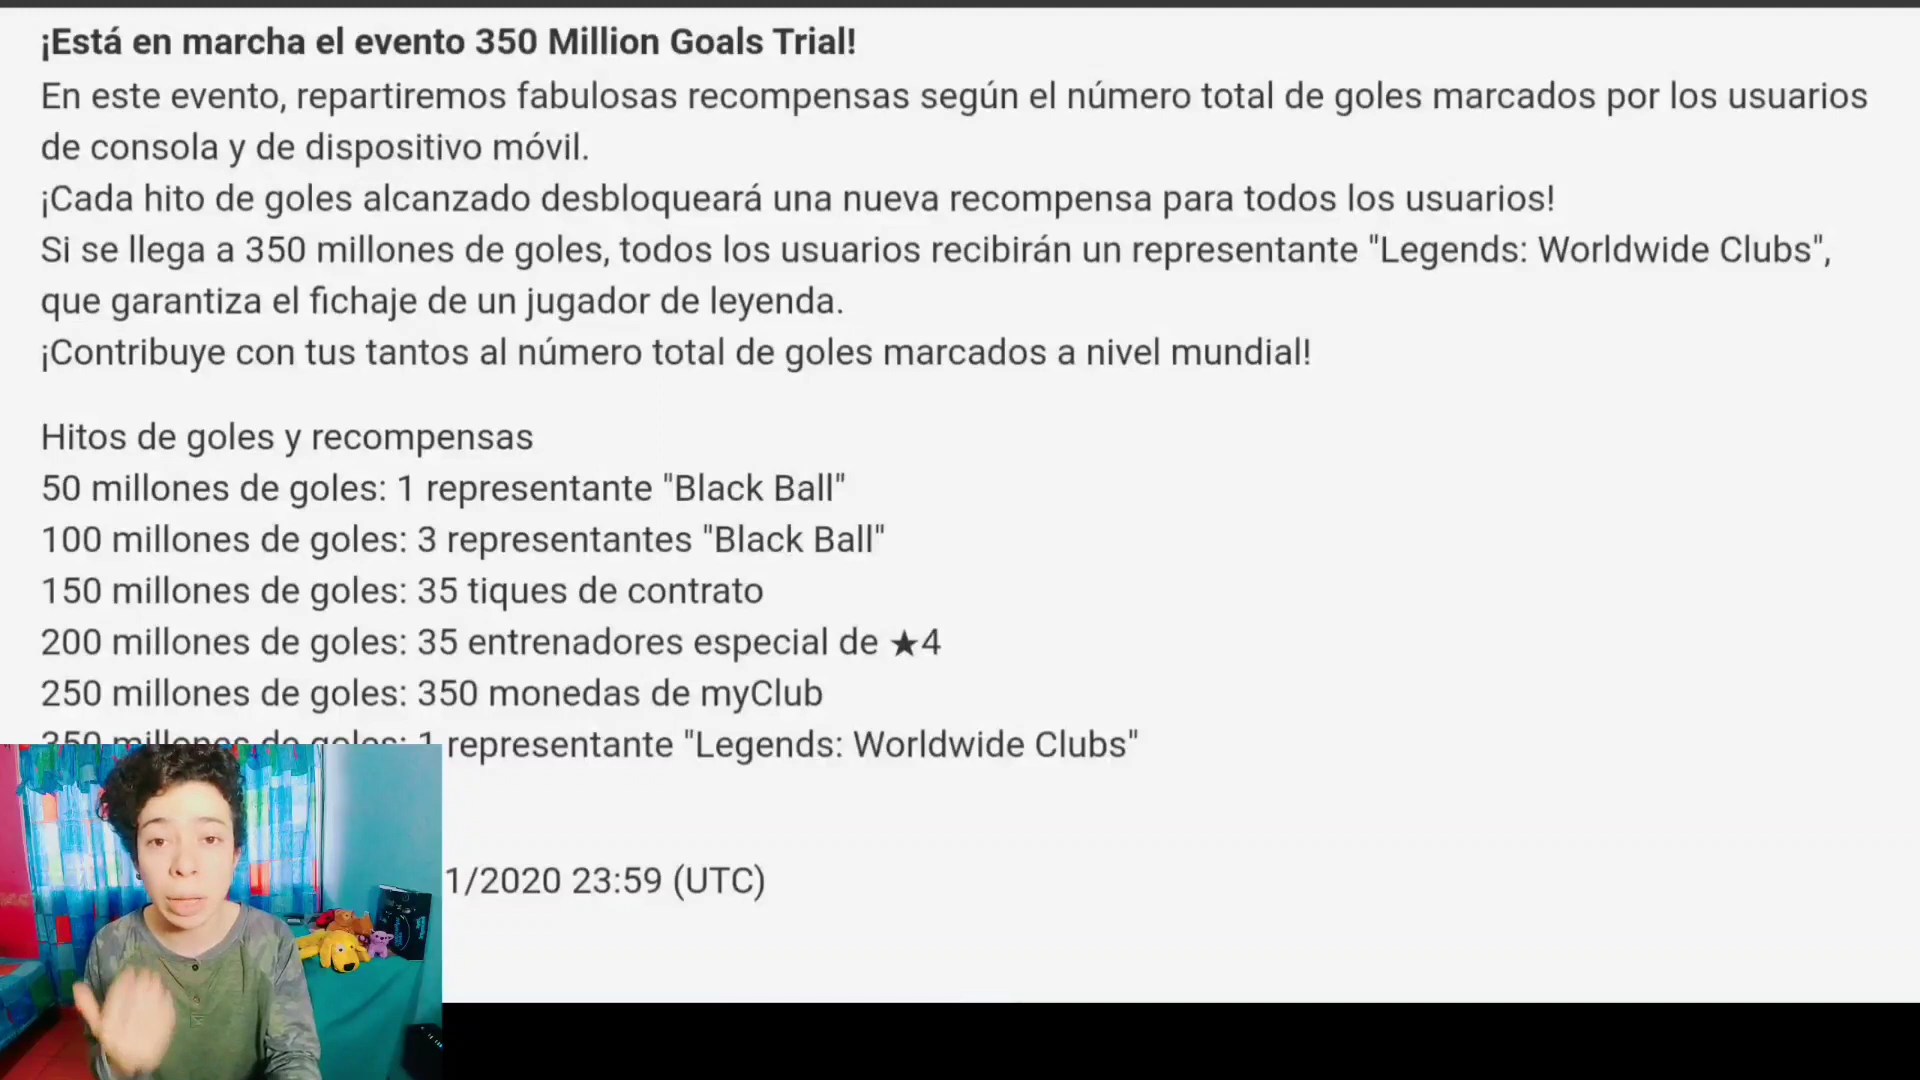 ¡Está en marcha el evento 350 Million Goals Trial!
En este evento, repartiremos fabulosas recompensas según el número total de goles marcados por los usuarios
de consola y de dispositivo móvil.
¡Cada hito de goles alcanzado desbloqueará una nueva recompensa para todos los usuarios!
Si se llega a 350 millones de goles, todos los usuarios recibirán un representante "Legends: Worldwide Clubs",
que garantiza el fichaje de un jugador de leyenda.
¡Contribuye con tus tantos al número total de goles marcados a nivel mundial!
Hitos de goles y recompensas
50 millones de goles: 1 representante "Black Ball"
100 millones de goles: 3 representantes "Black Ball"
150 millones de goles: 35 tiques de contrato
200 millones de goles: 35 entrenadores especial de ★4
250 millones de goles: 350 monedas de myClub
350 millones de goles: 1 representante "Legends: Worldwide Clubs"
1/2020 23:59 (UTC)